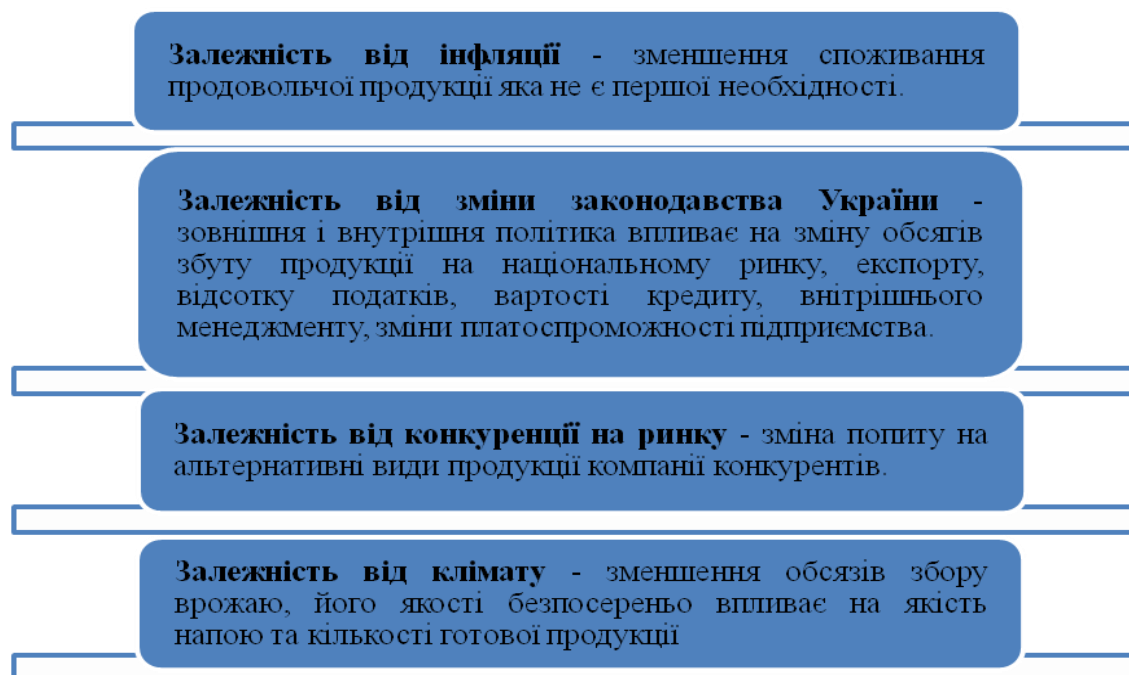 Залежність від інфляції - зменшення споживання
продовольчої продукції яка не є першої необхідності.
Залежність від зміни законодавства України -
зовнішня і внутрішня політика впливає на зміну обсягів
збуту продукції на національному ринку, експорту,
відсотку податків, вартості кредиту, внітрішнього
менеджменту, зміни платоспроможності підприємства.
Залежність від конкуренції на ринку - зміна попиту на
альтернативні види продукції компанії конкурентів.
Залежність від клімату - зменшення обсязів збору
врожаю, його якості безпосереньо впливає на якість
напою та кількості готової продукції